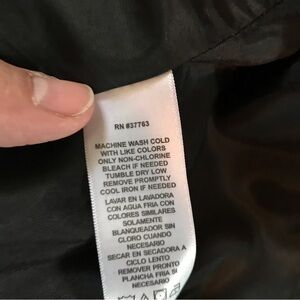 RN #37763
MACHINE WASH COLD
WITH LIKE COLORS
ONLY NON-CHLORINE
BLEACH IF NEEDED
TUMBLE DRY LOW
REMOVE PROMPTLY
COOL IRON IF NEEDED
LAVAR EN LAVADORA
CON AGUA FRIA CON
COLORES SIMILARES
SOLAMENTE
BLANQUEADOR SIN
CLORO CUANDO
NECESARIO
SECAR EN SECADORA A
CICLO LENTO
REMOVER PRONTO
PLANCHA FRIA SI
NECESARIO